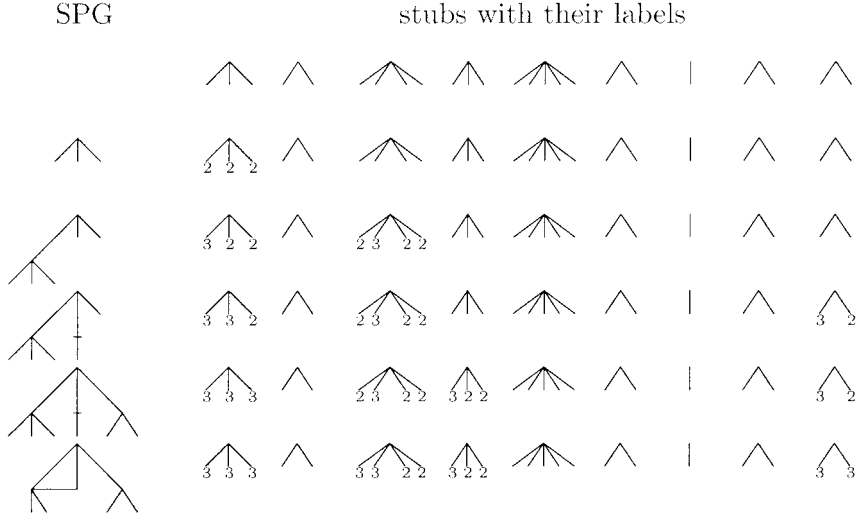 SPG stubs with their labels
2 2 2
3 2 2 2 3 2 2
3 3 2 2 3 2 2 3 2
3 3 3 2 3 2 2 3 2 2 3 2
3 3 3 3 3 2 2 3 2 2 3 3